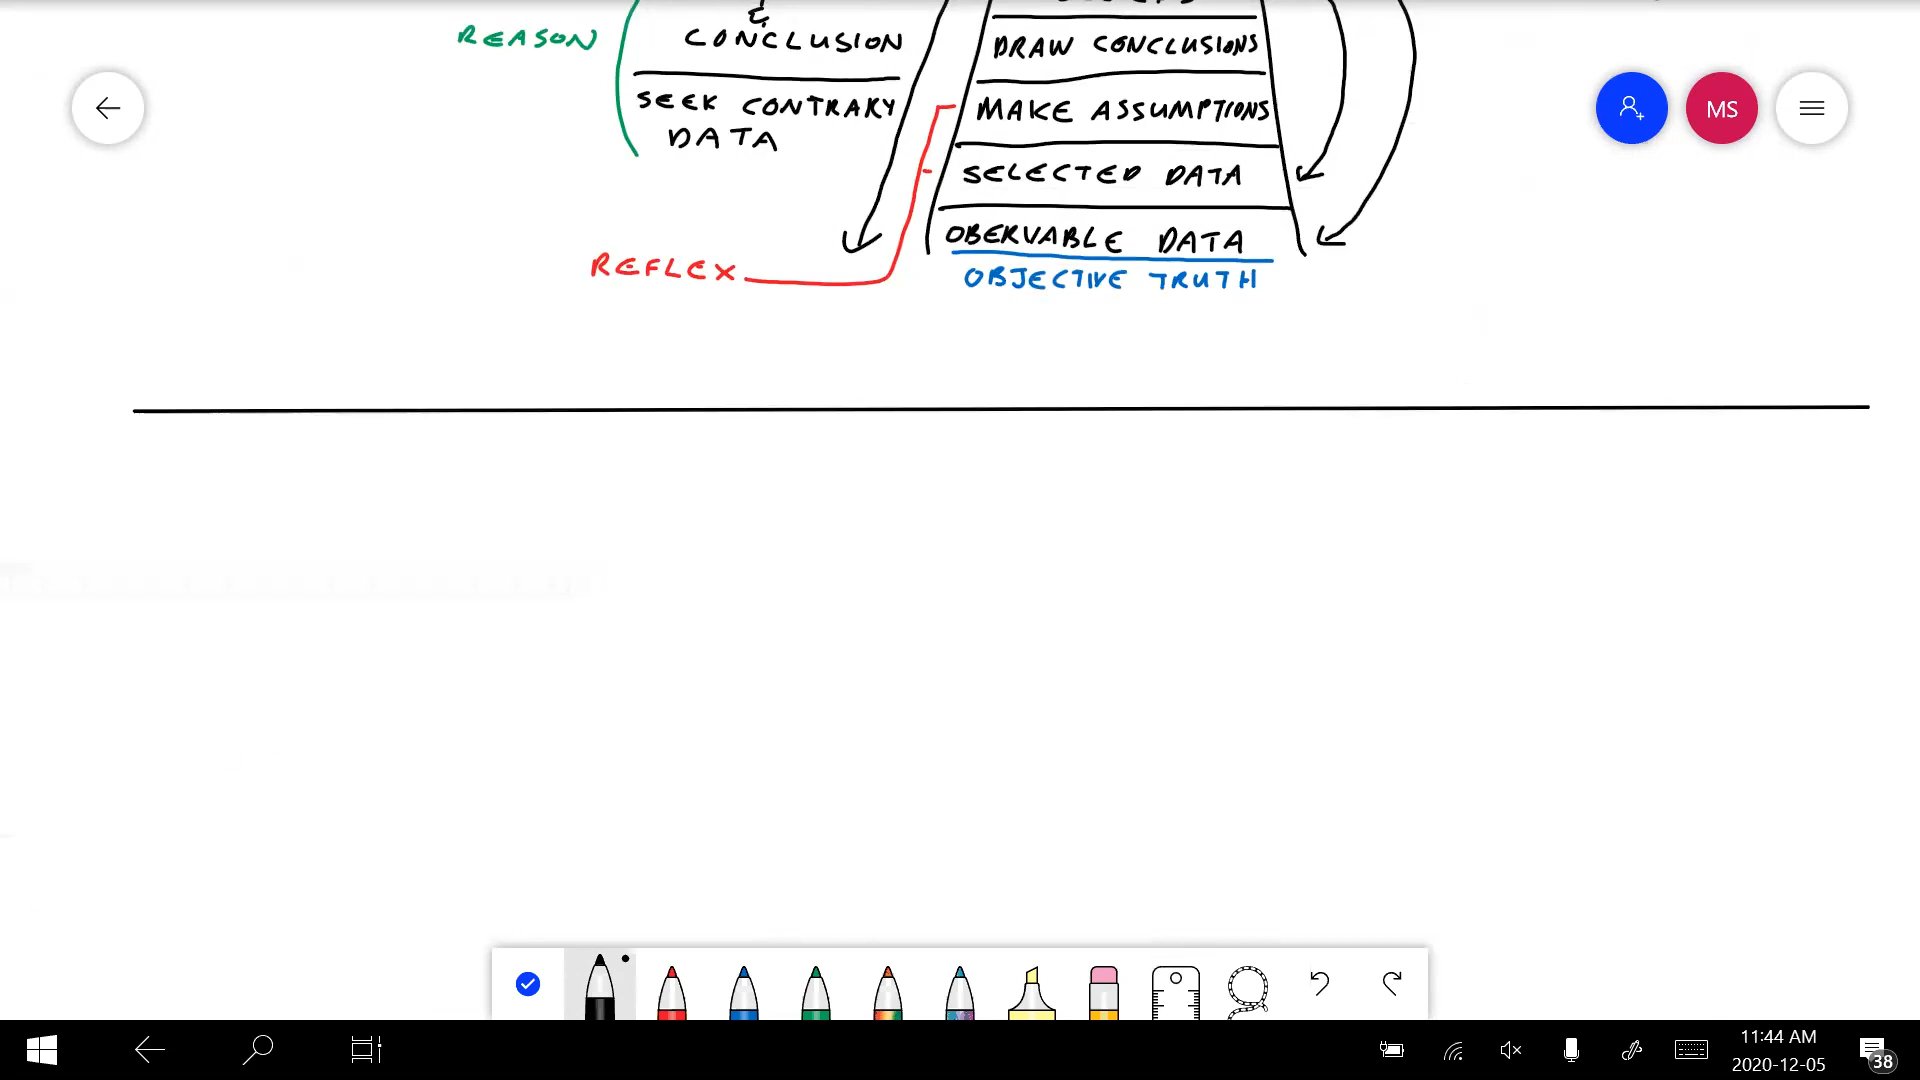 REASON
&
CONCLUSION
SEEK CONTRARY
DATA
DRAW CONCLUSIONS
MAKE ASSUMPTIONS
SELECTED DATA
OBERVABLE DATA
OBJECTIVE TRUTH
REFLEX
MS
11:44 AM
2020-12-05
38